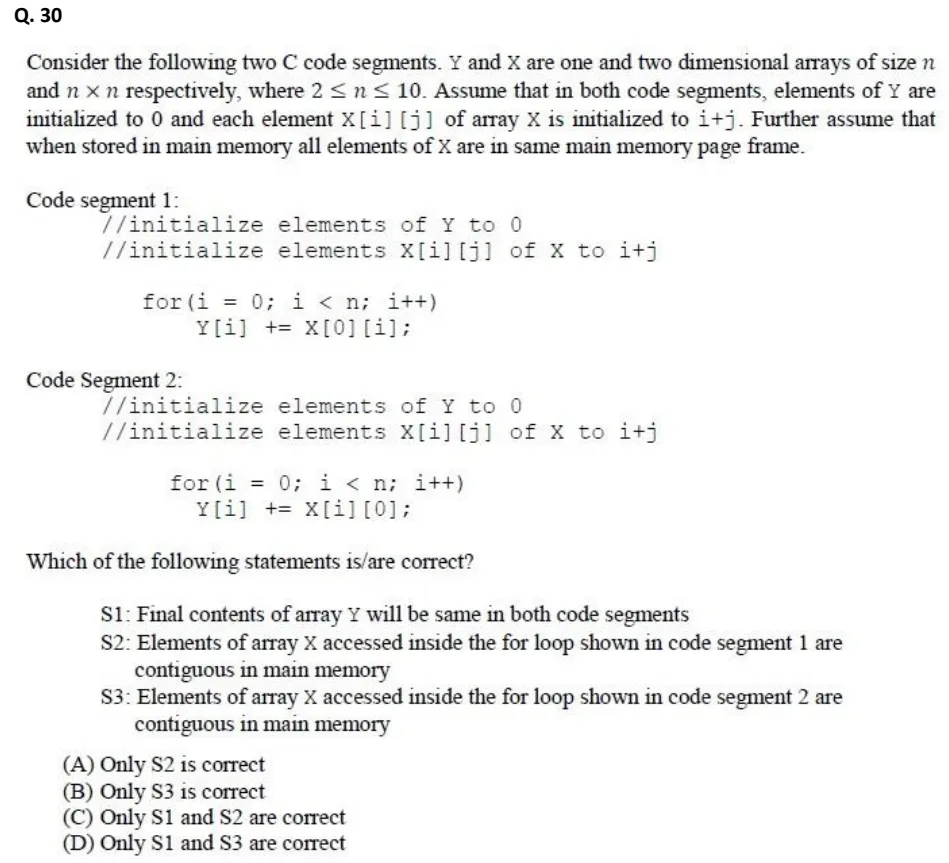 Q. 30
Consider the following two C code segments. Y and X are one and two dimensional arrays of size n
and n × n respectively, where 2 ≤ n ≤ 10. Assume that in both code segments, elements of Y are
initialized to 0 and each element X[i][j] of array X is initialized to i+j. Further assume that
when stored in main memory all elements of X are in same main memory page frame.
Code segment 1:
//initialize elements of Y to 0
//initialize elements X[i][j] of X to i+j
for(i = 0; i < n; i++)
Y[i] += X[0][i];
Code Segment 2:
//initialize elements of Y to 0
//initialize elements X[i][j] of X to i+j
for(i = 0; i < n; i++)
Y[i] += X[i][0];
Which of the following statements is/are correct?
S1: Final contents of array Y will be same in both code segments
S2: Elements of array X accessed inside the for loop shown in code segment 1 are
contiguous in main memory
S3: Elements of array X accessed inside the for loop shown in code segment 2 are
contiguous in main memory
(A) Only S2 is correct
(B) Only S3 is correct
(C) Only S1 and S2 are correct
(D) Only S1 and S3 are correct